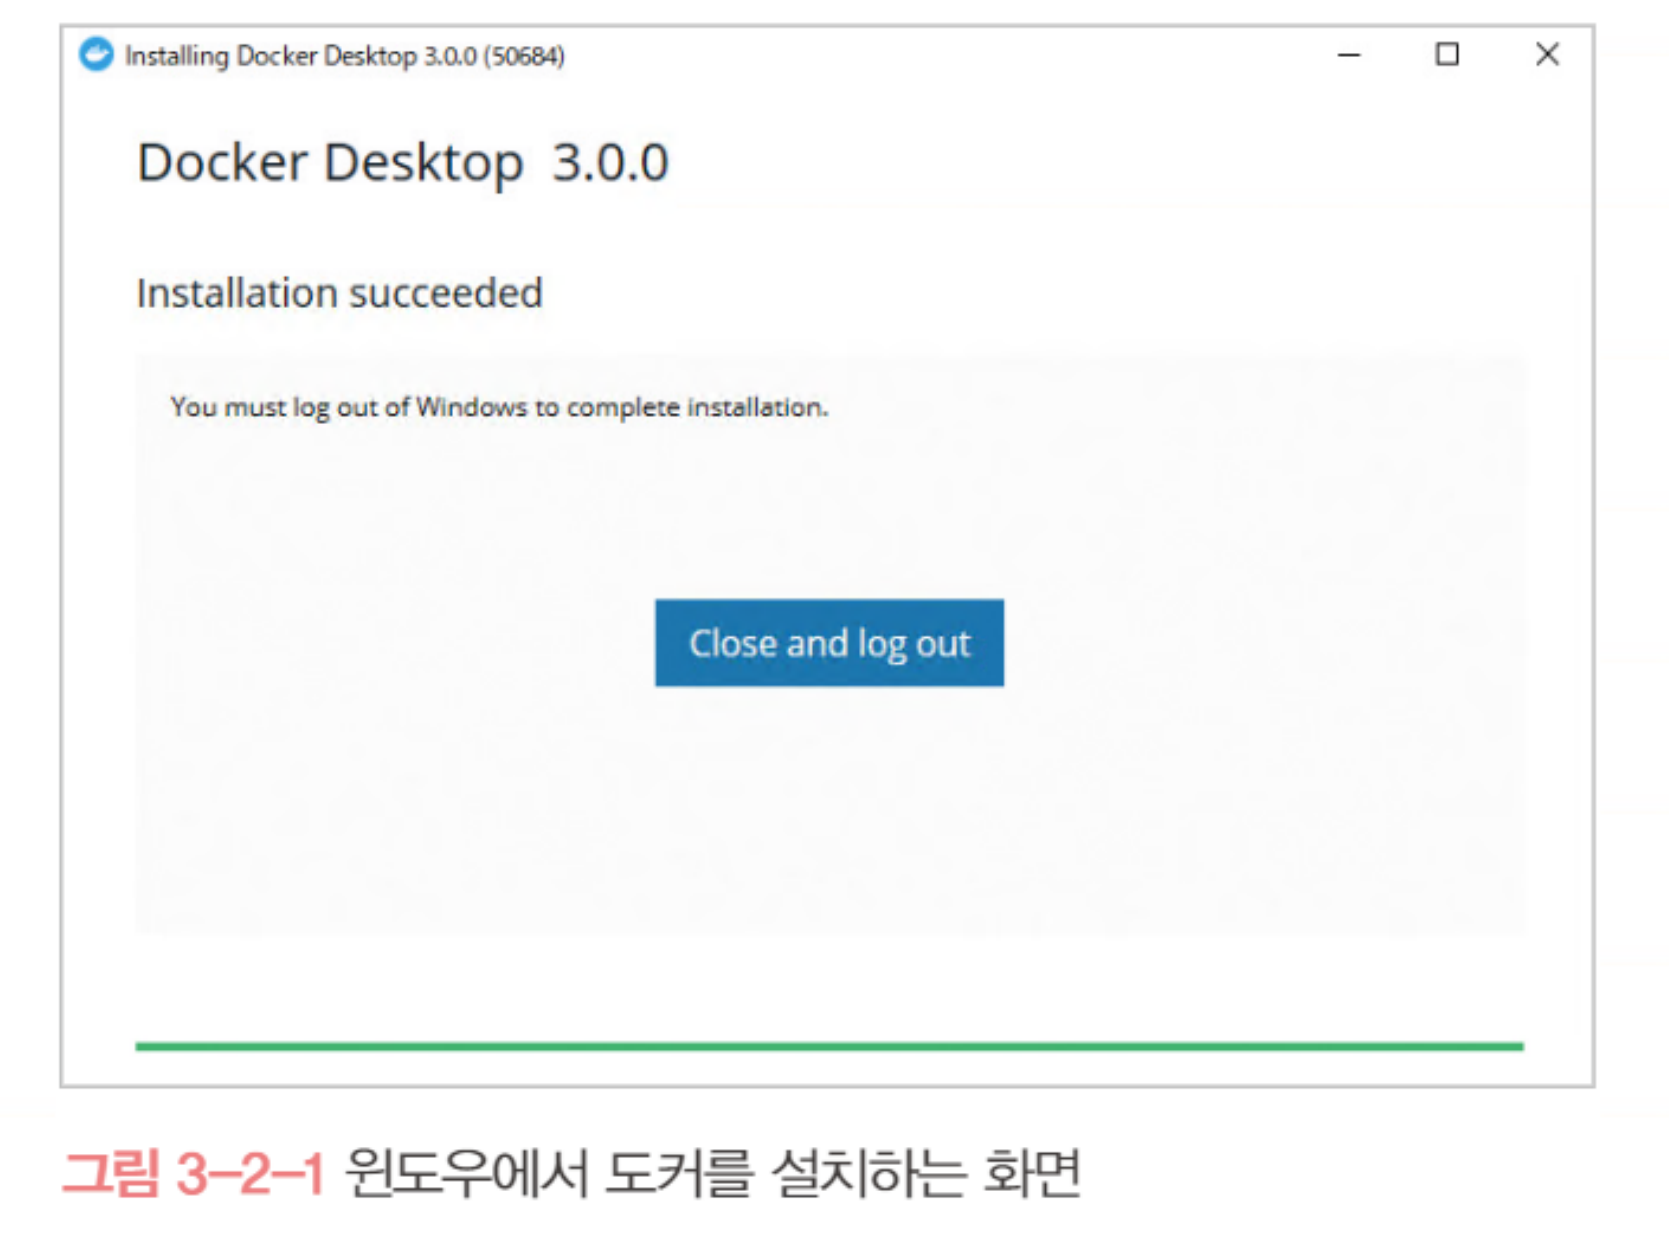 Installing Docker Desktop 3.0.0 (50684)
Docker Desktop 3.0.0
Installation succeeded
You must log out of Windows to complete installation.
Close and log out
그림 3-2-1 윈도우에서 도커를 설치하는 화면